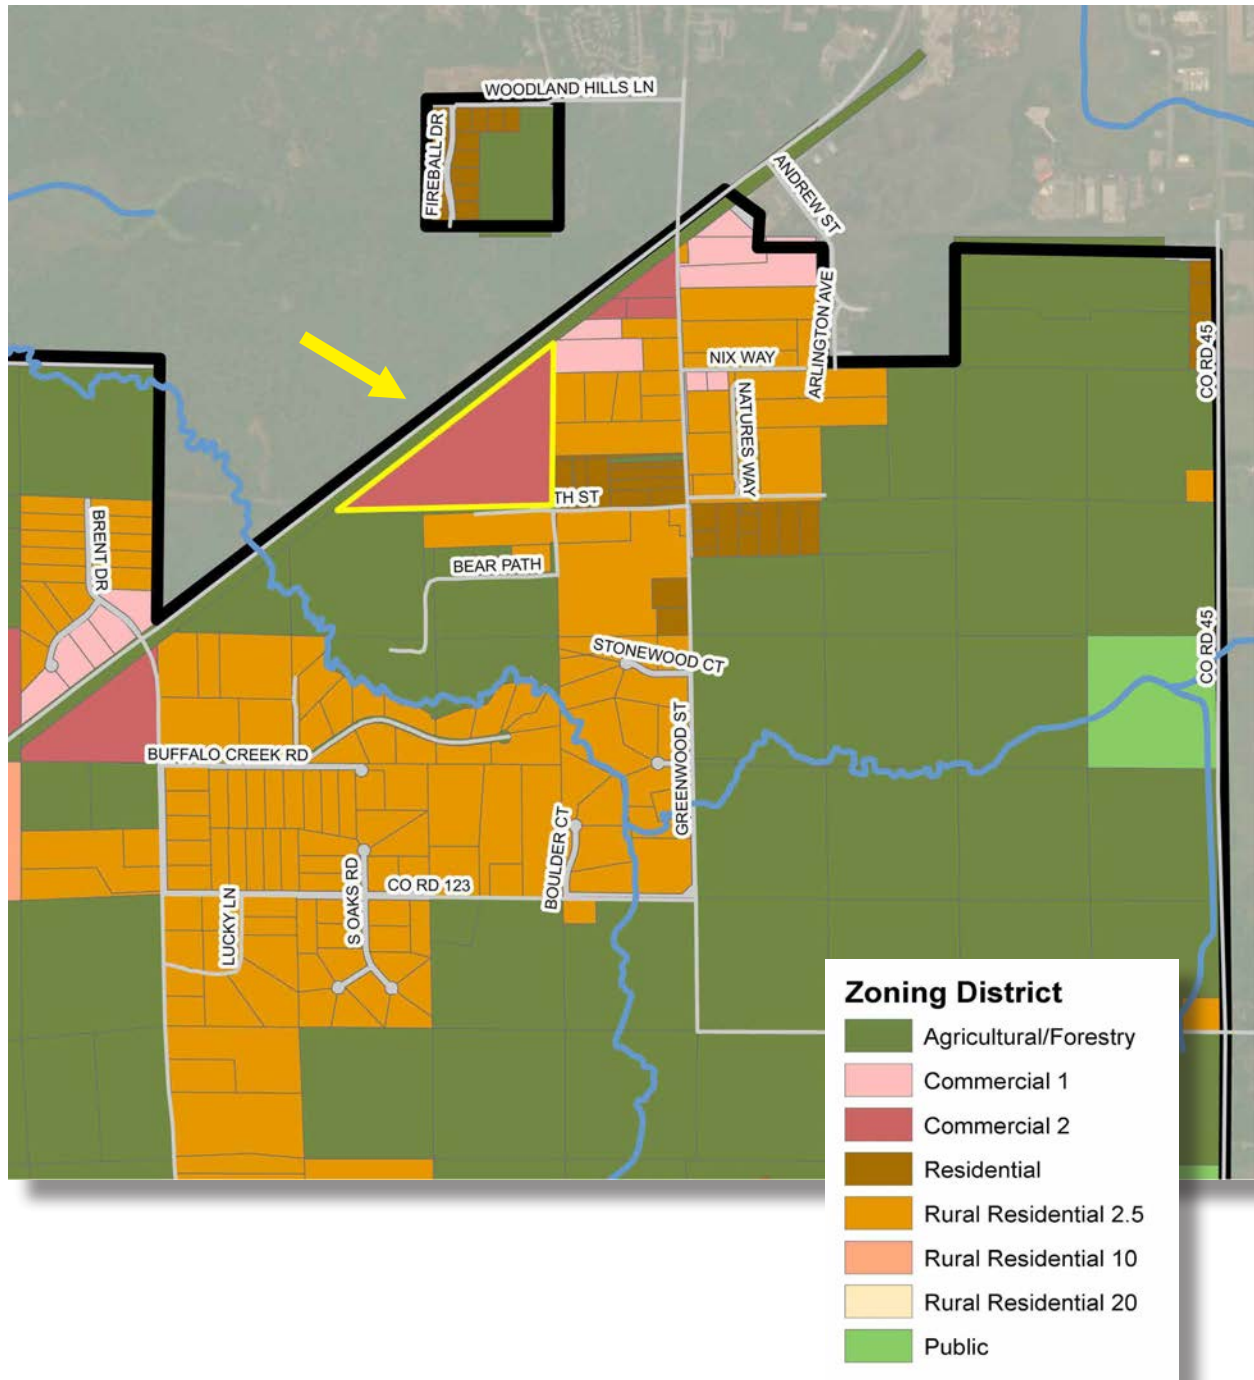 WOODLAND HILLS LN
FIREBALL DR
ANDREW ST
ARLINGTON AVE
NIX WAY
CO RD 45
NATURES WAY
TH ST
BRENT DR
BEAR PATH
STONEWOOD CT
CO RD 45
BUFFALO CREEK RD
GREENWOOD ST
BOULDER CT
S OAKS RD
CO RD 123
LUCKY LN
Zoning District
Agricultural/Forestry
Commercial 1
Commercial 2
Residential
Rural Residential 2.5
Rural Residential 10
Rural Residential 20
Public